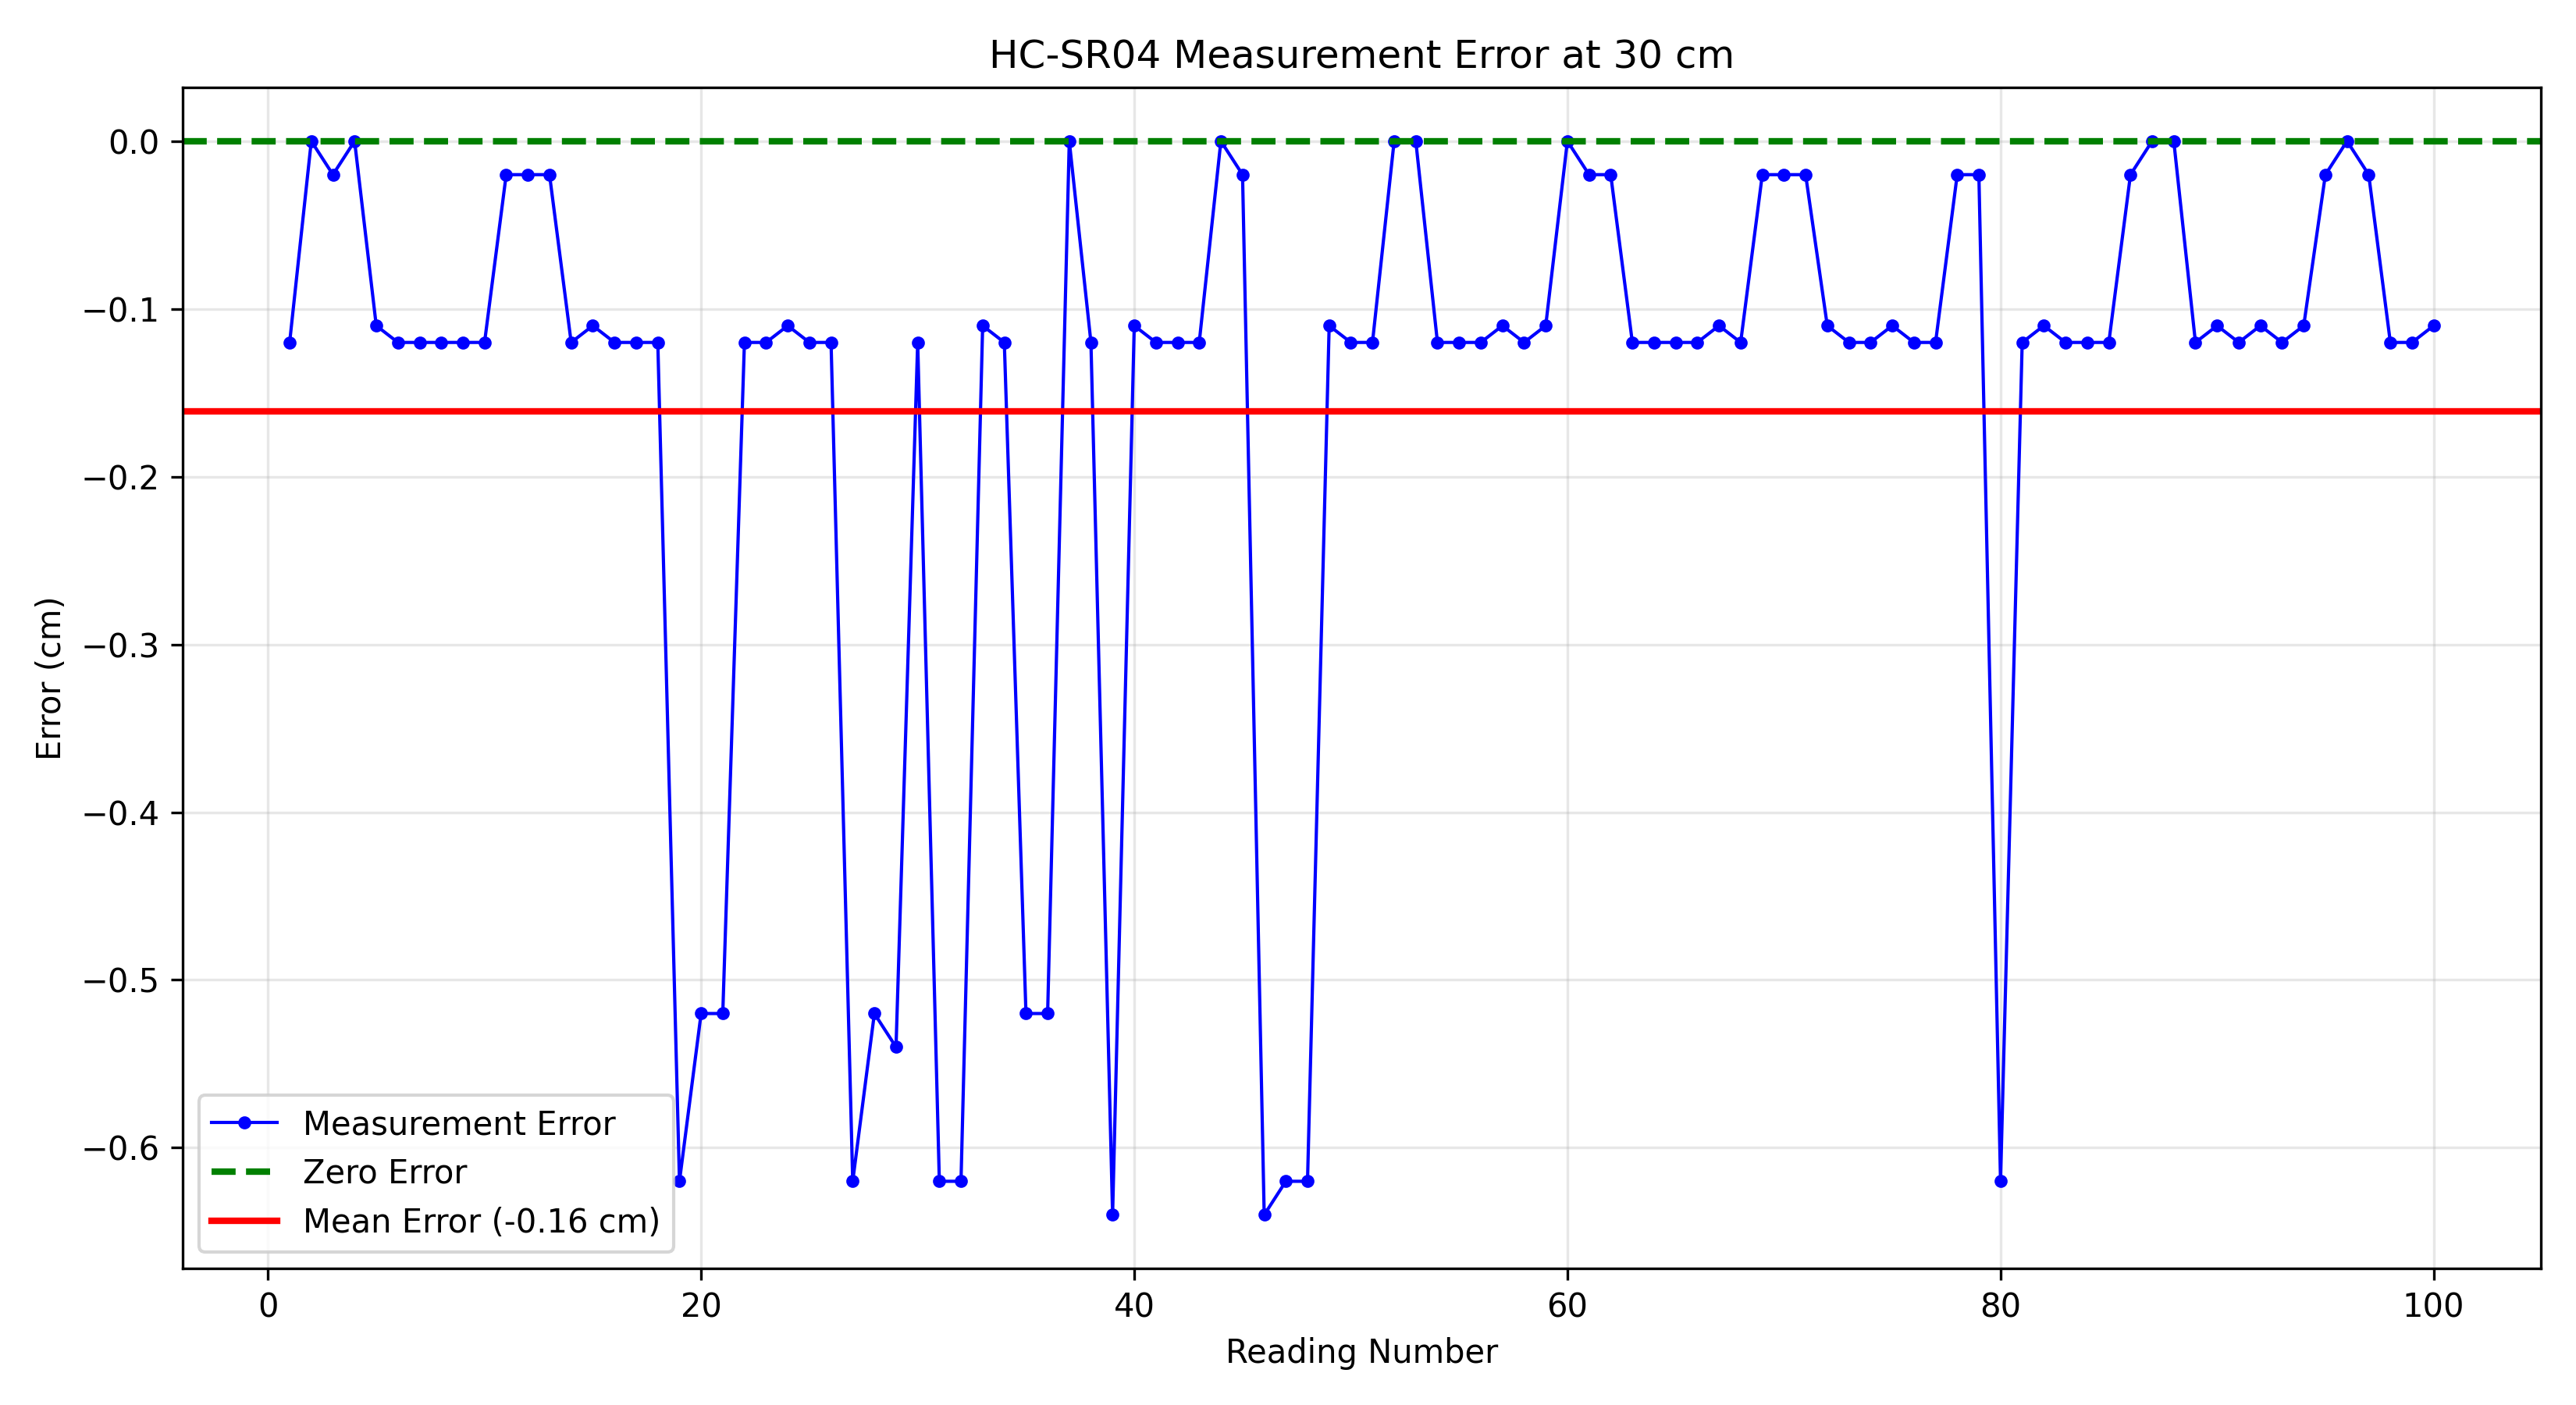 HC-SR04 Measurement Error at 30 cm
Error (cm)
0.0
−0.1
−0.2
−0.3
−0.4
−0.5
−0.6
Measurement Error
Zero Error
Mean Error (-0.16 cm)
0 20 40 60 80 100
Reading Number